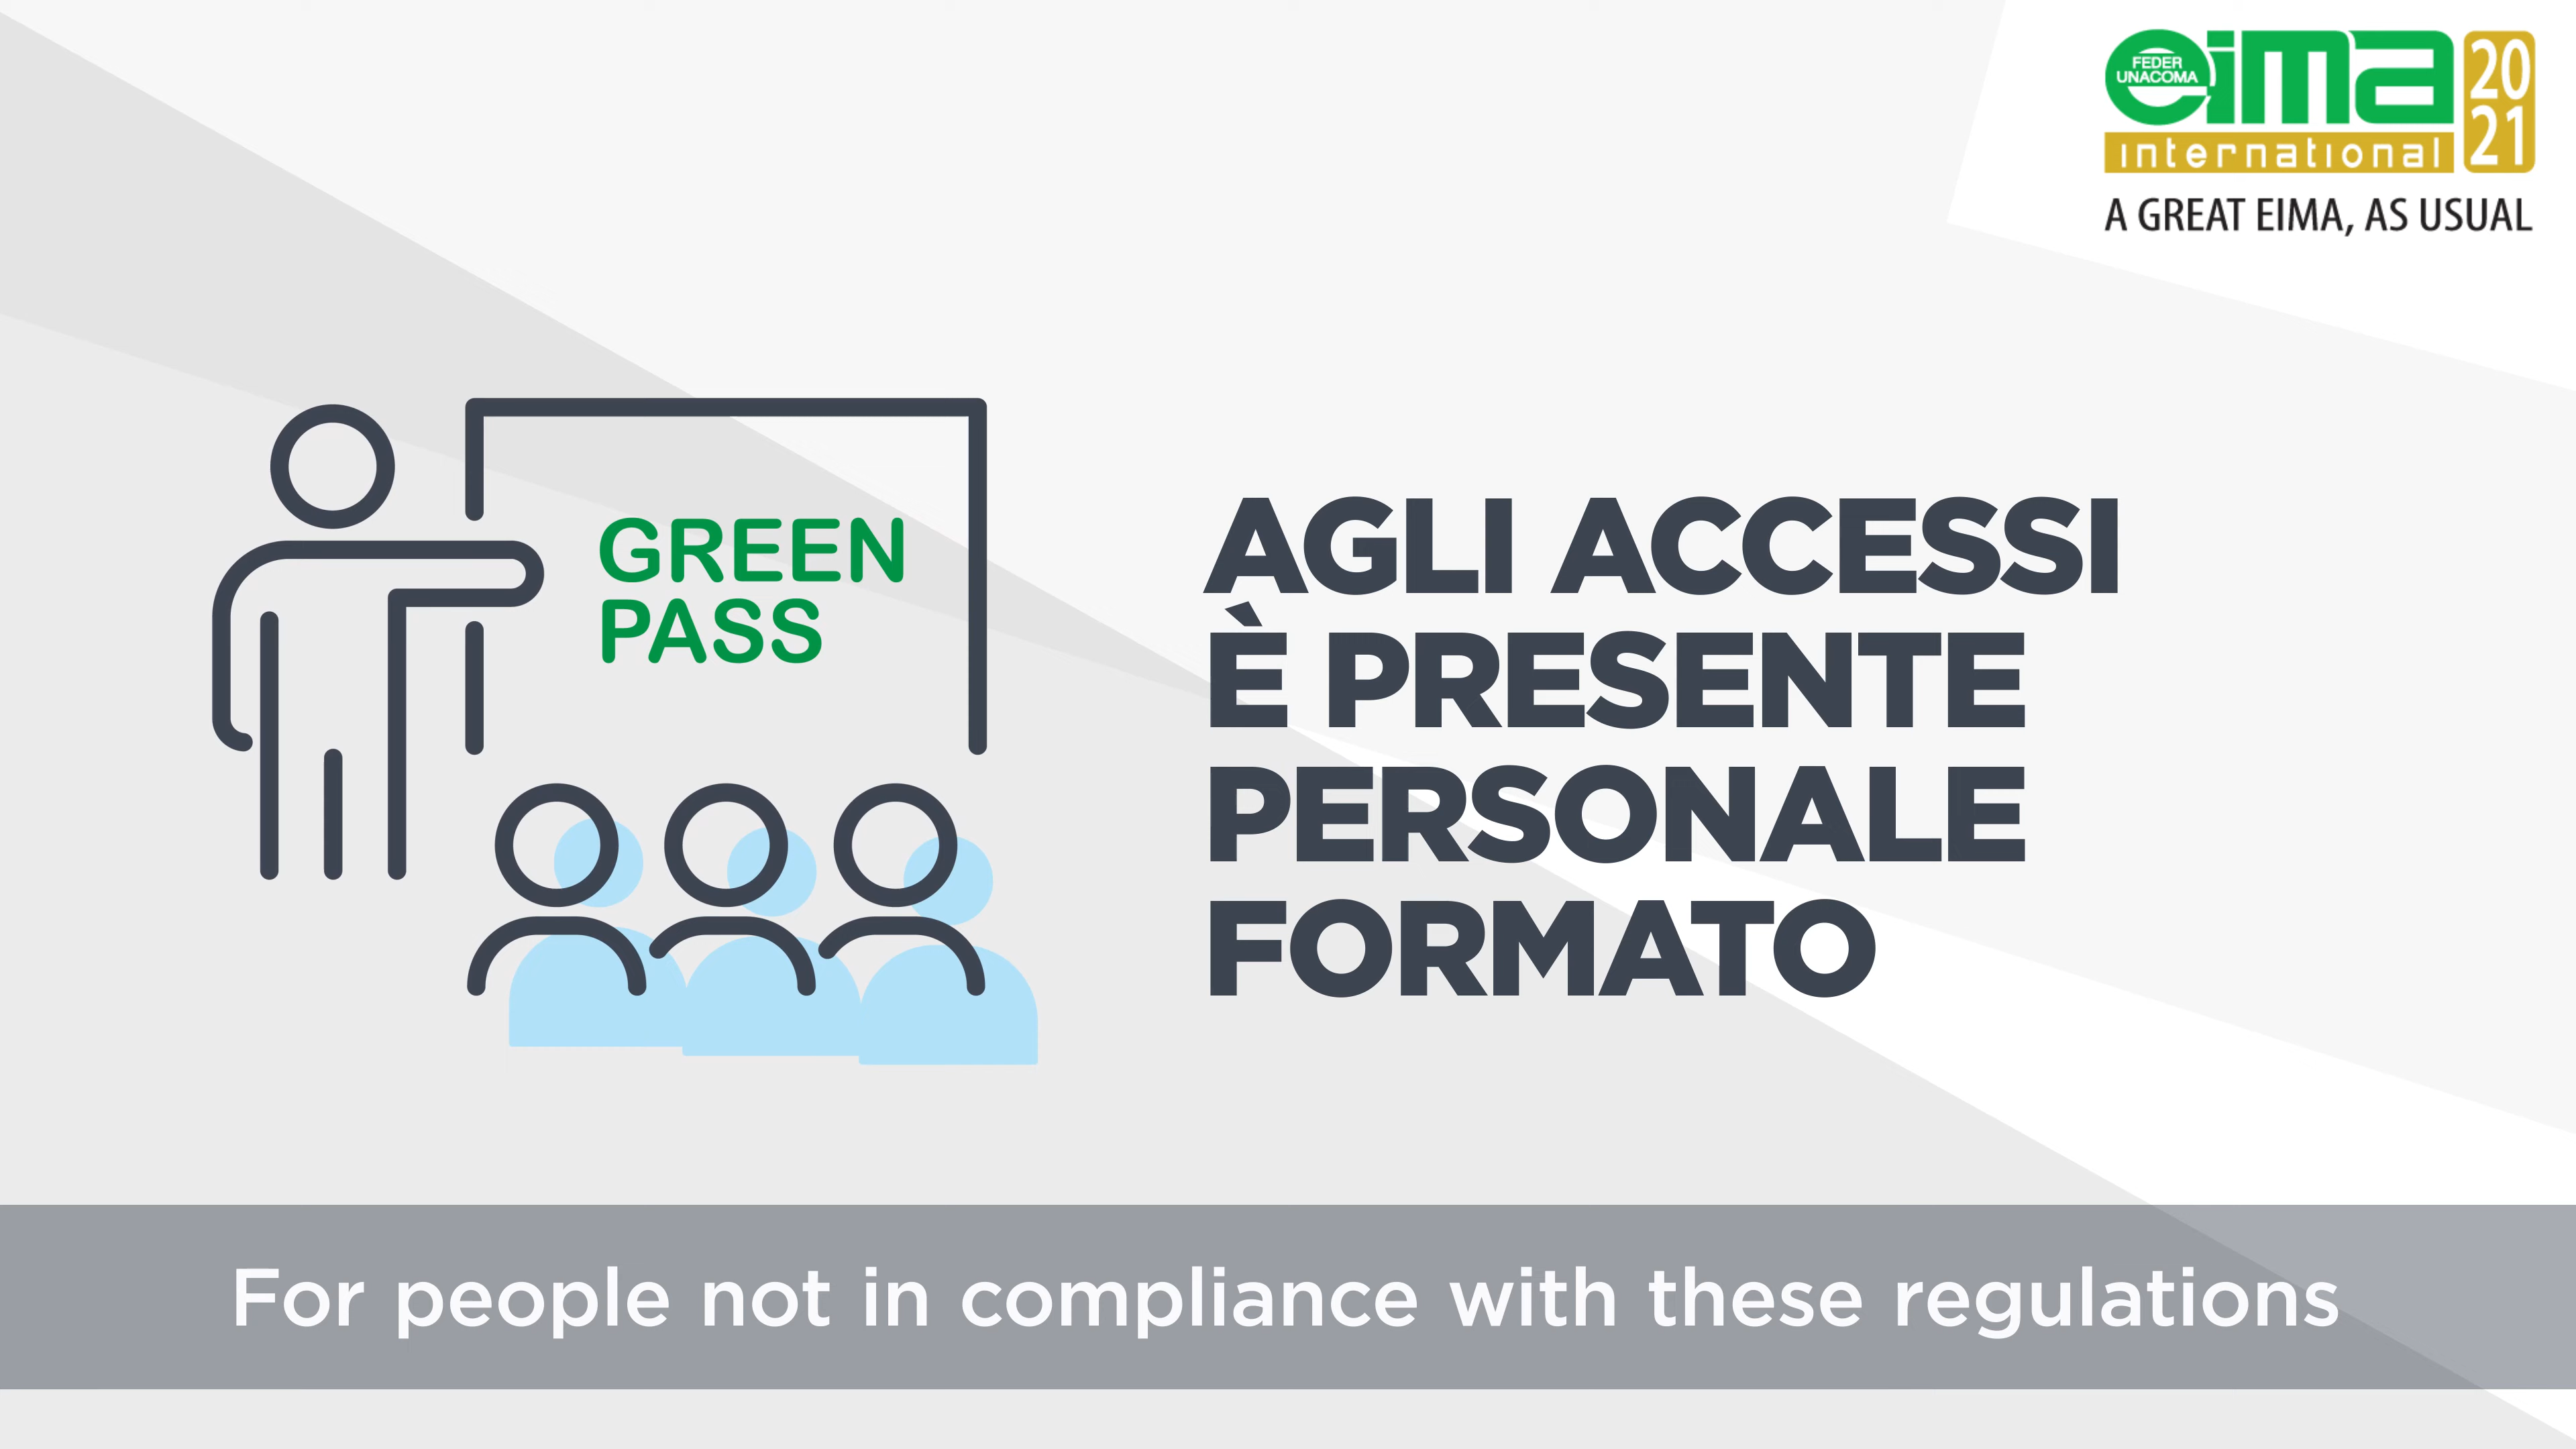 FEDER
UNACOMA
eima
international
20
21
A GREAT EIMA, AS USUAL
GREEN
PASS
AGLI ACCESSI
È PRESENTE
PERSONALE
FORMATO
For people not in compliance with these regulations